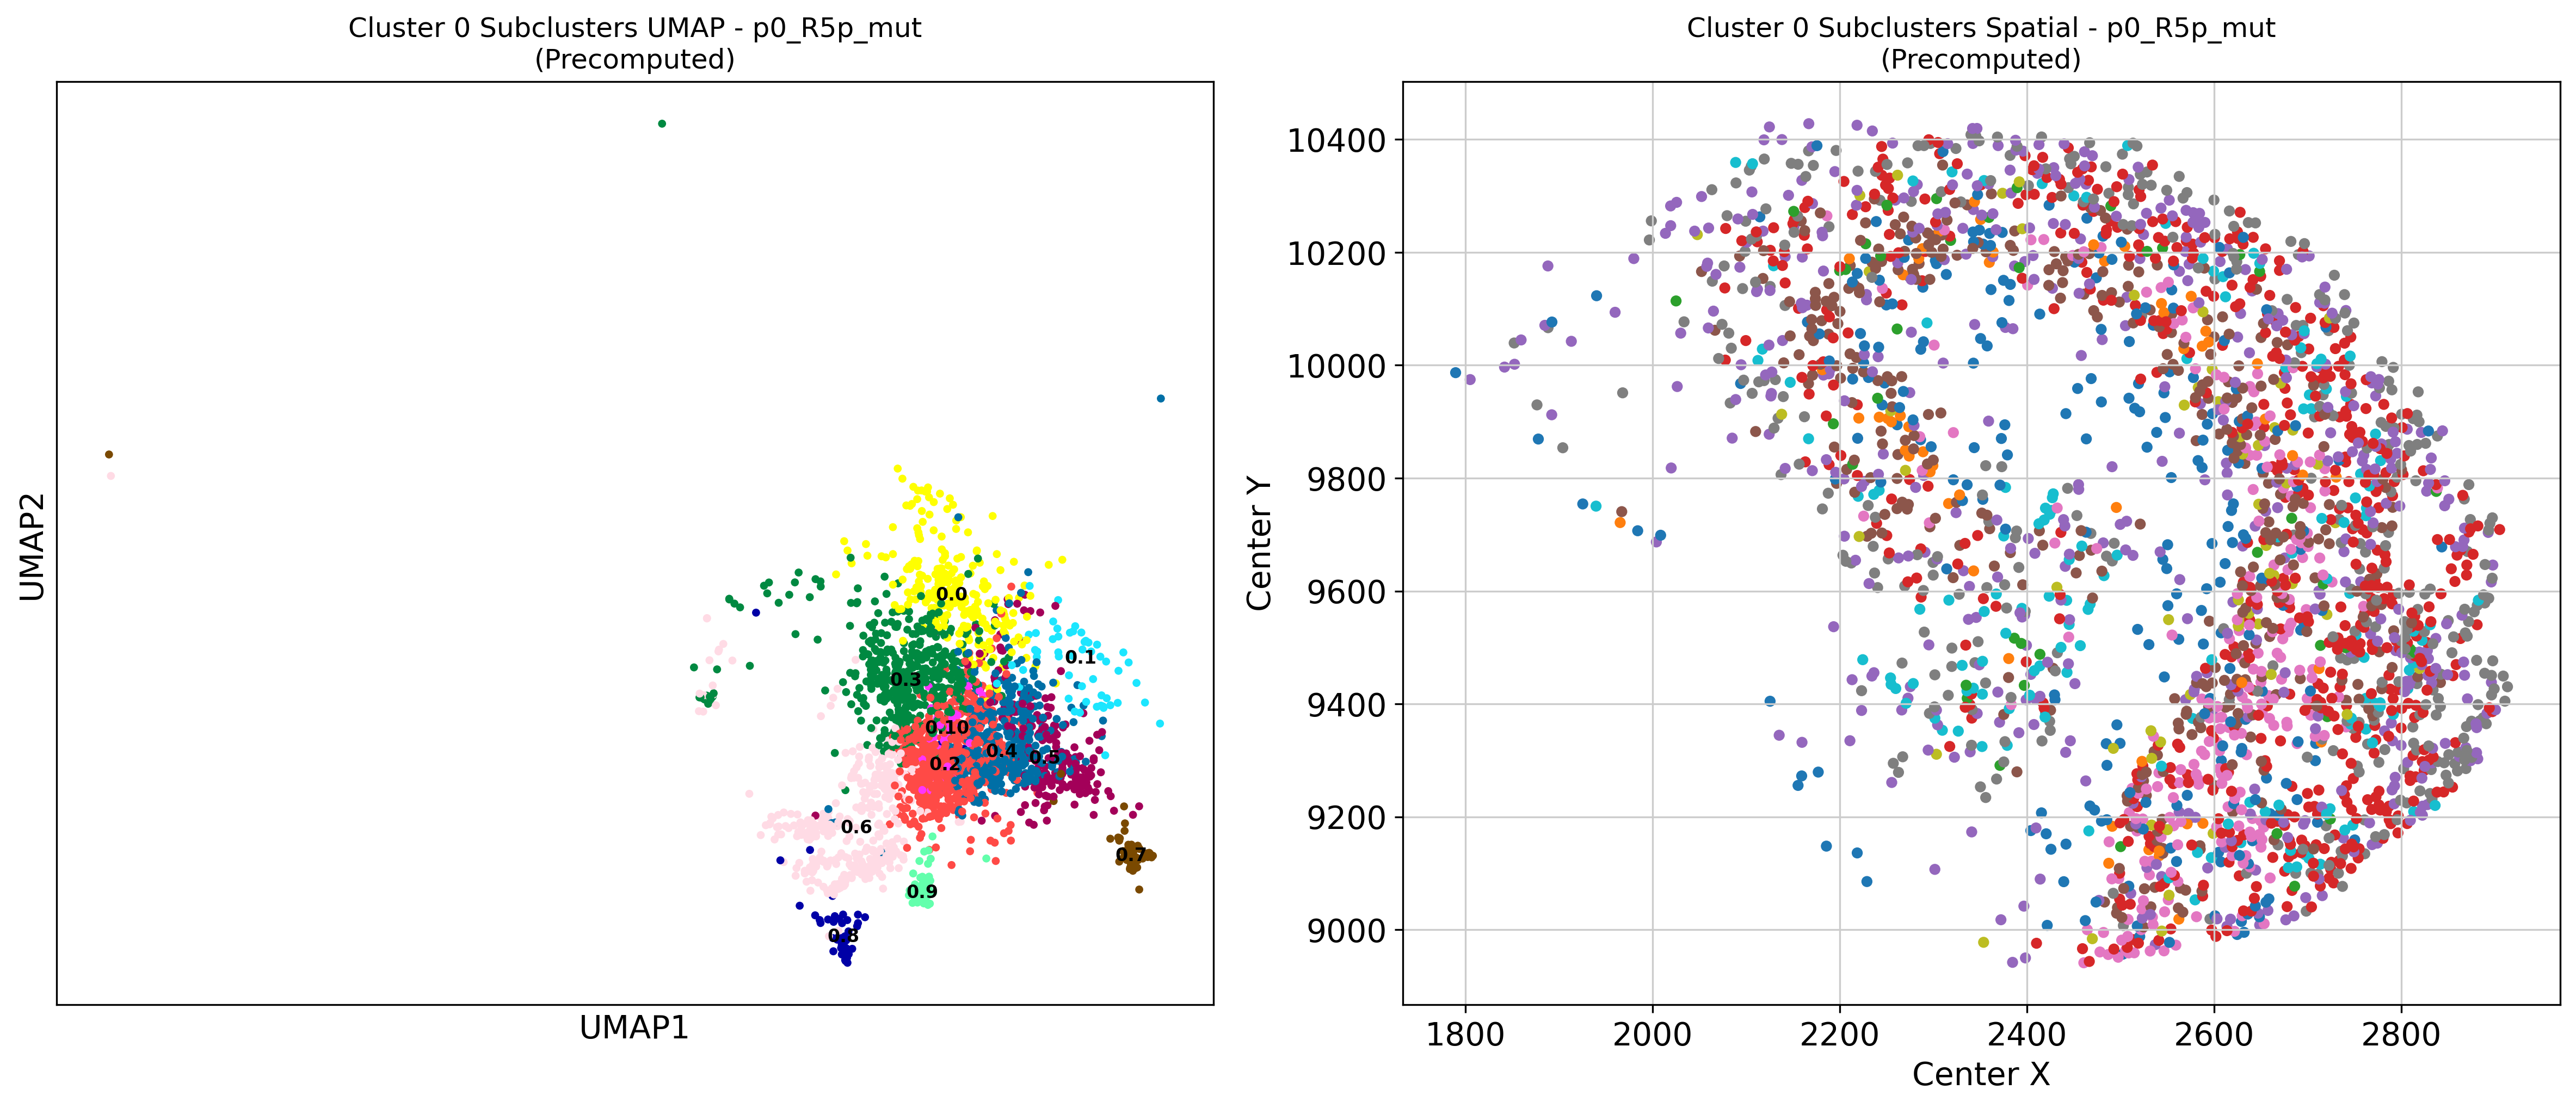 Cluster 0 Subclusters UMAP - p0_R5p_mut
(Precomputed)
UMAP2
0.0
0.1
0.3
0.10
0.4
0.5
0.2
0.6
0.7
0.9
0.8
UMAP1
Cluster 0 Subclusters Spatial - p0_R5p_mut
(Precomputed)
Center Y
10400
10200
10000
9800
9600
9400
9200
9000
1800 2000 2200 2400 2600 2800
Center X